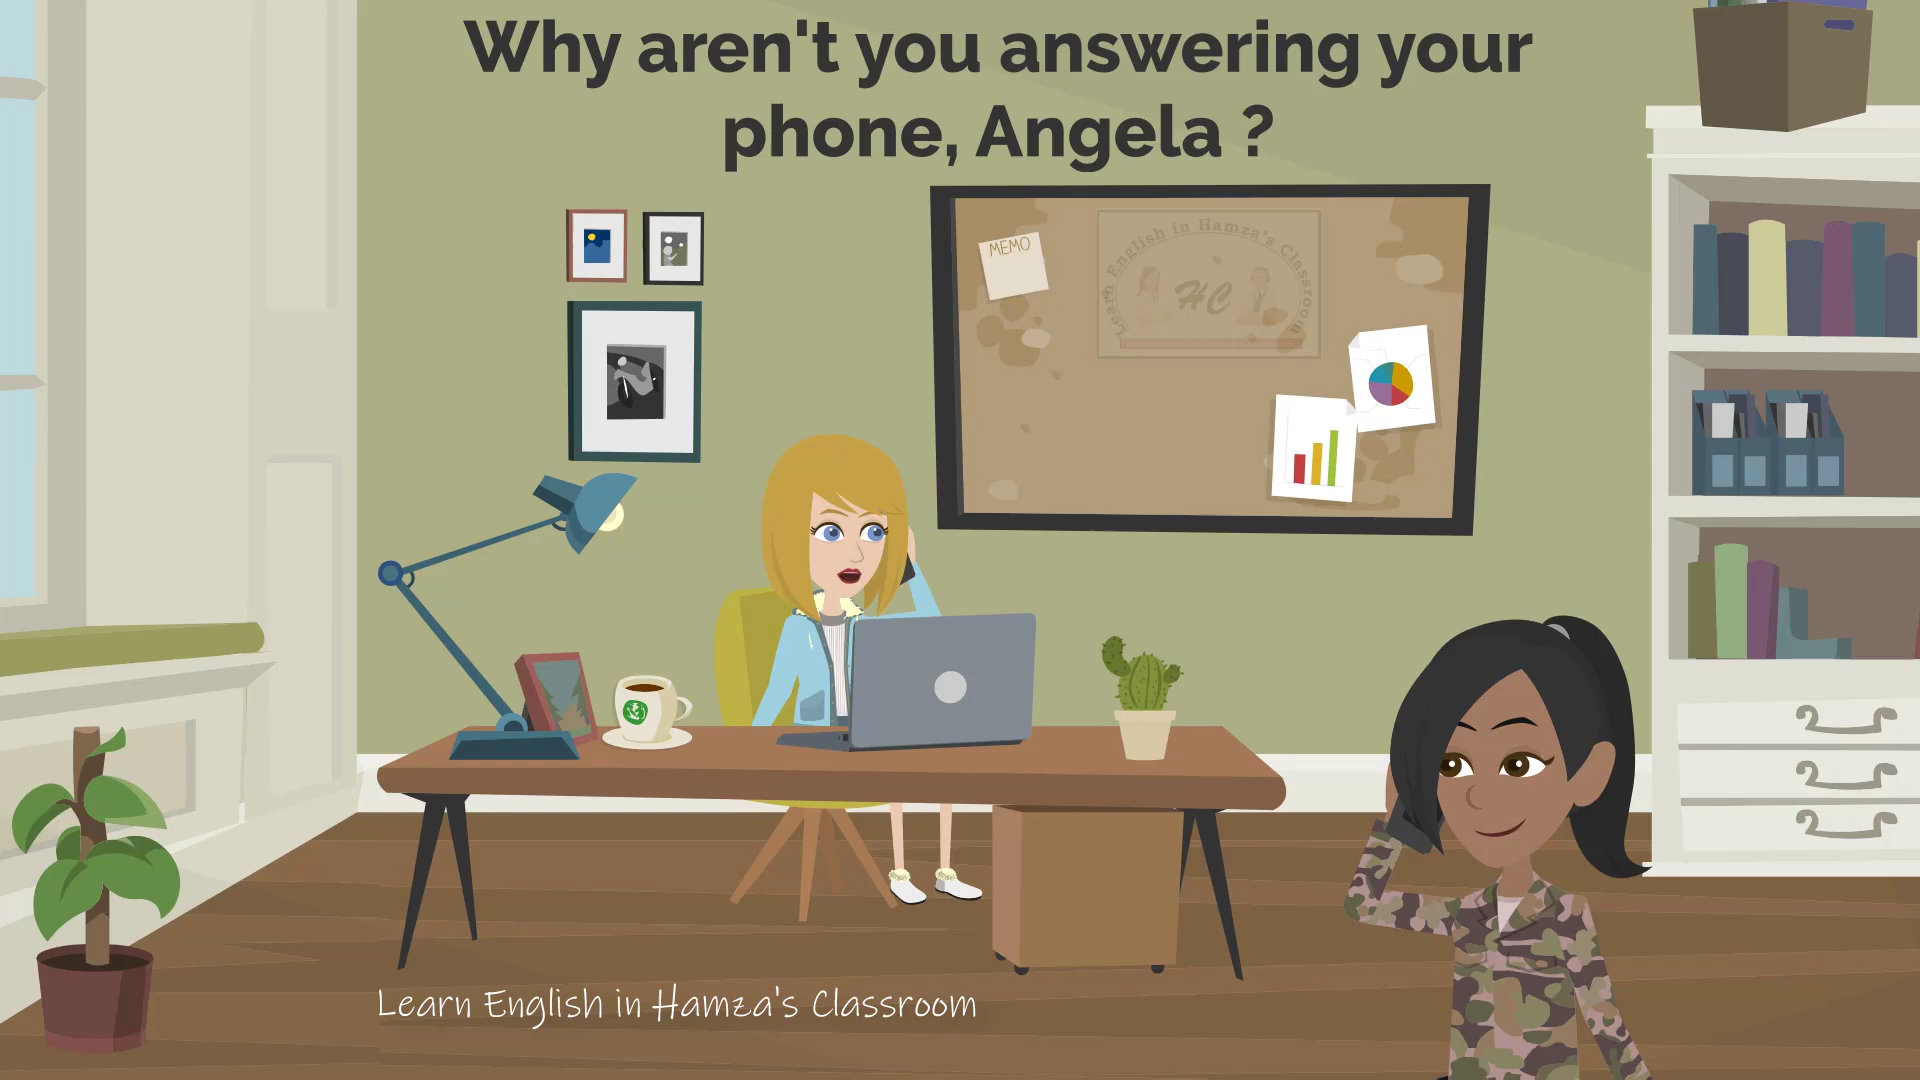 Why aren't you answering your
phone, Angela ?
MEMO
Learn English in Hamza's Classroom
HC
Learn English in Hamza's Classroom